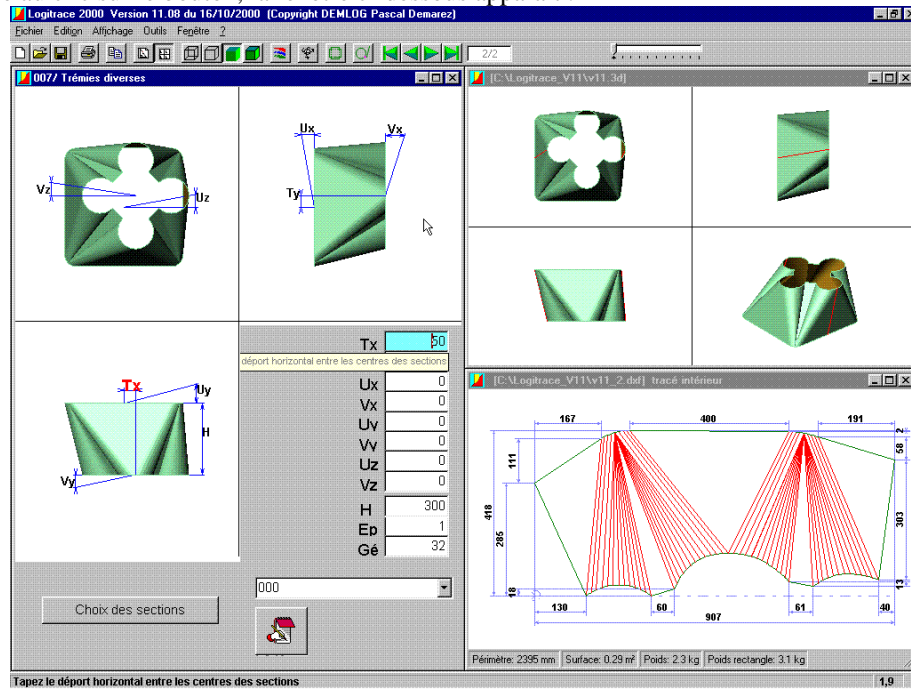 Logitrace 2000 Version 11.08 du 16/10/2000 (Copyright DEMLOG Pascal Demarez)
Fichier Edition Affichage Outils Fenêtre ?
2/2
007/ Trémies diverses
Vz
Uz
Ux
Vx
Ty
Tx
Uy
H
Vy
Tx 50
déport horizontal entre les centres des sections
Ux 0
Vx 0
Uy 0
Vy 0
Uz 0
Vz 0
H 300
Ep 1
Gé 32
000
Choix des sections
[C:\Logitrace_V11\v11.3d]
[C:\Logitrace_V11\v11_2.dxf] tracé intérieur
167
400
191
2
58
111
418
285
303
18
13
130
60
61
40
907
Périmètre: 2395 mm Surface: 0.29 m² Poids: 2.3 kg Poids rectangle: 3.1 kg
Tapez le déport horizontal entre les centres des sections
1,9